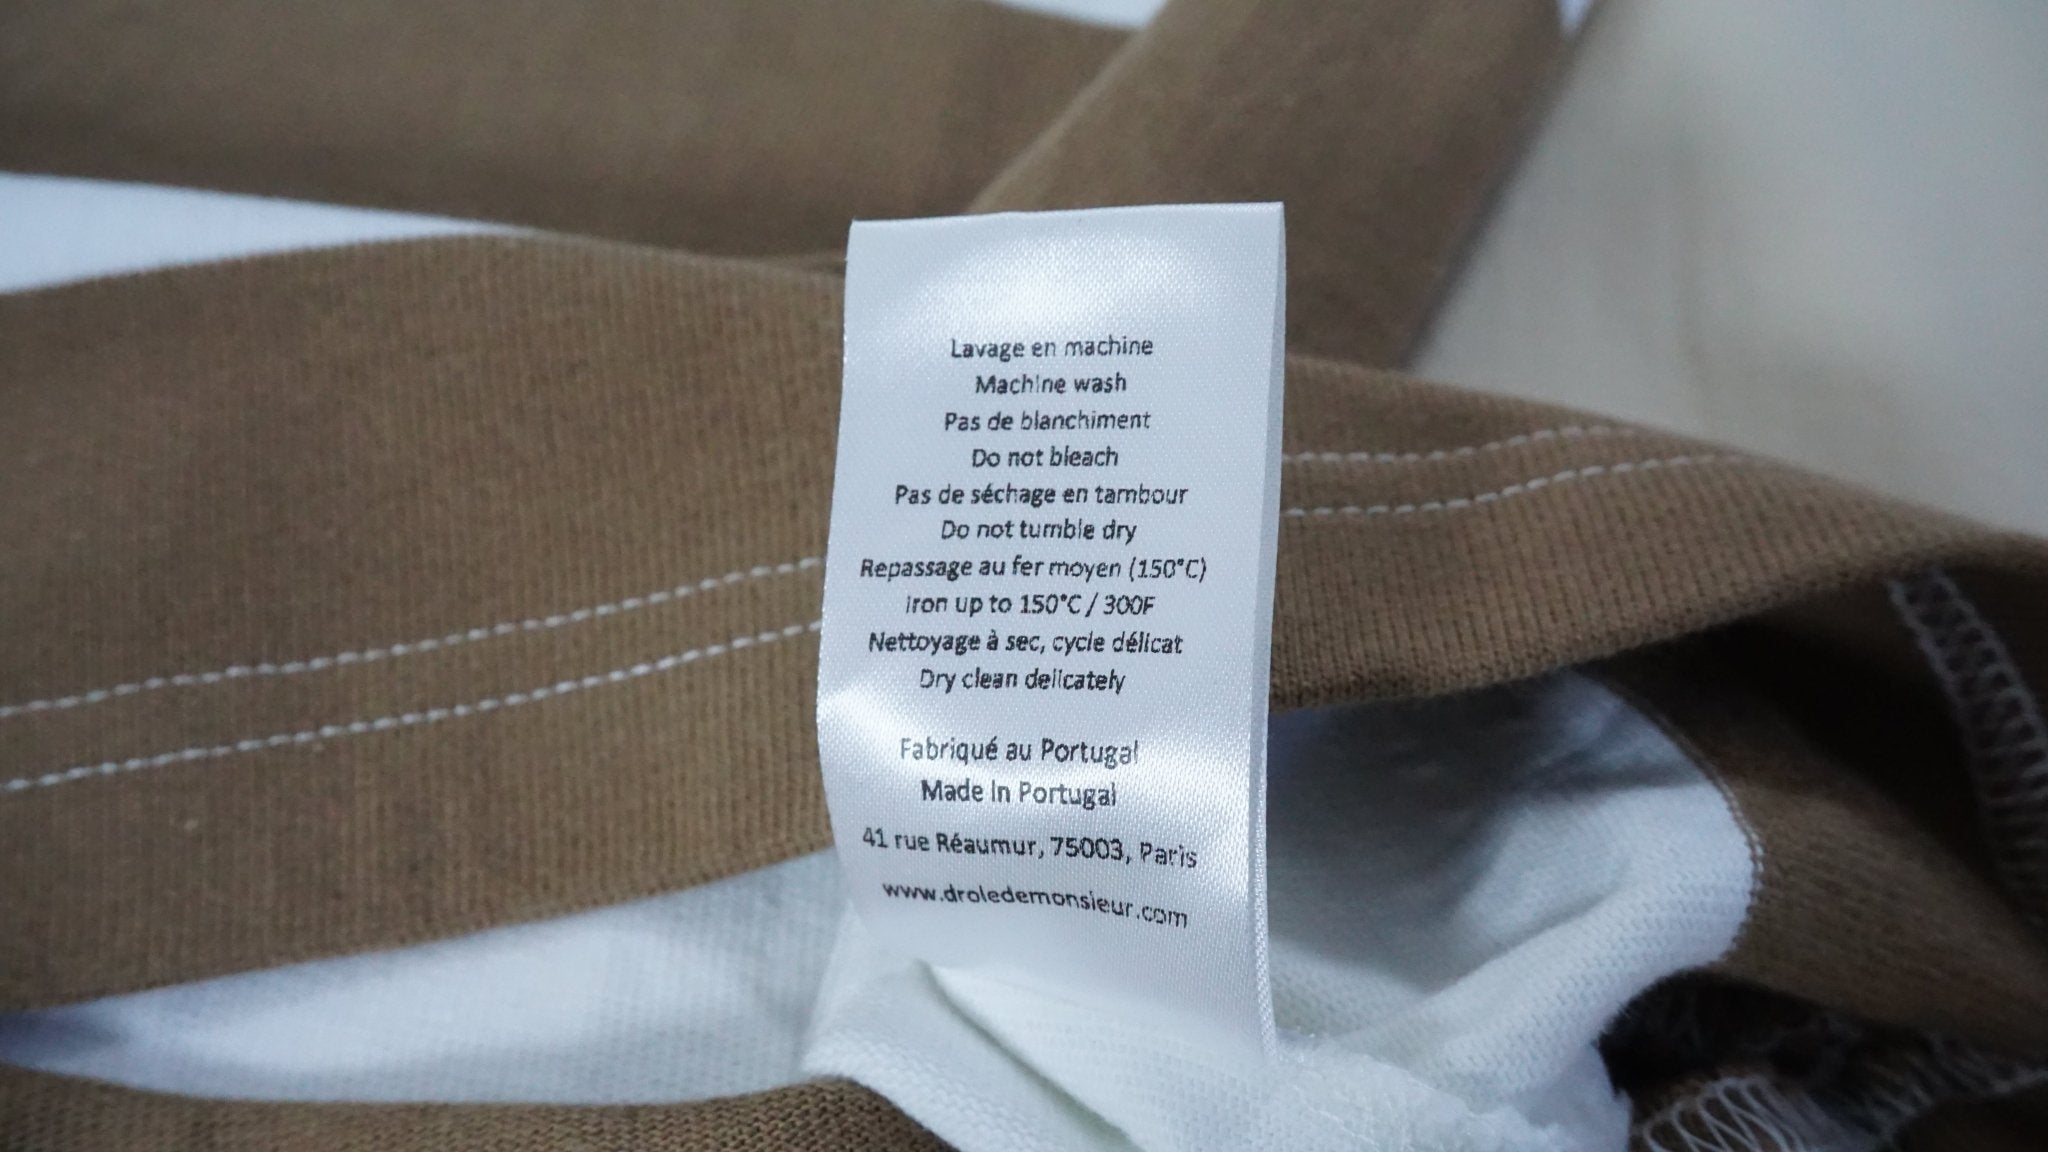 Lavage en machine
Machine wash
Pas de blanchiment
Do not bleach
Pas de séchage en tambour
Do not tumble dry
Repassage au fer moyen (150°C)
Iron up to 150°C / 300F
Nettoyage à sec, cycle délicat
Dry clean delicately
Fabriqué au Portugal
Made in Portugal
41 rue Réaumur, 75003, Paris
www.droledemonsieur.com